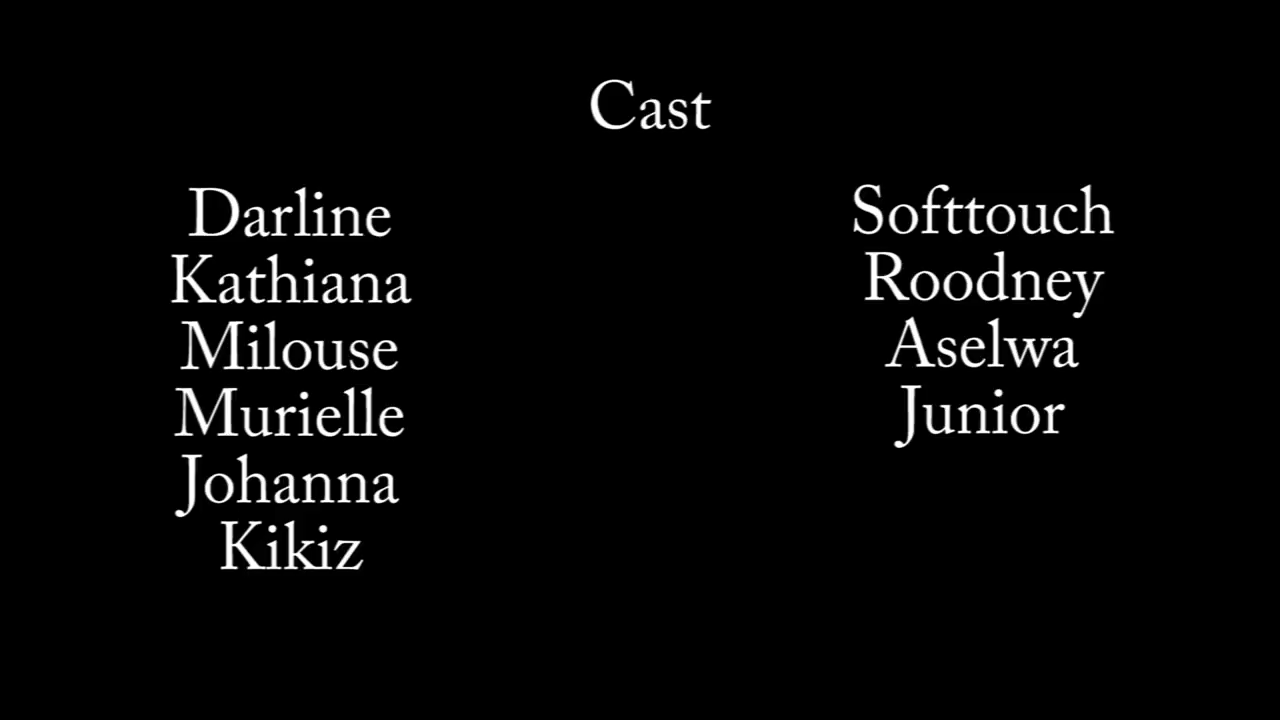 Cast
Darline
Kathiana
Milouse
Murielle
Johanna
Kikiz
Softtouch
Roodney
Aselwa
Junior